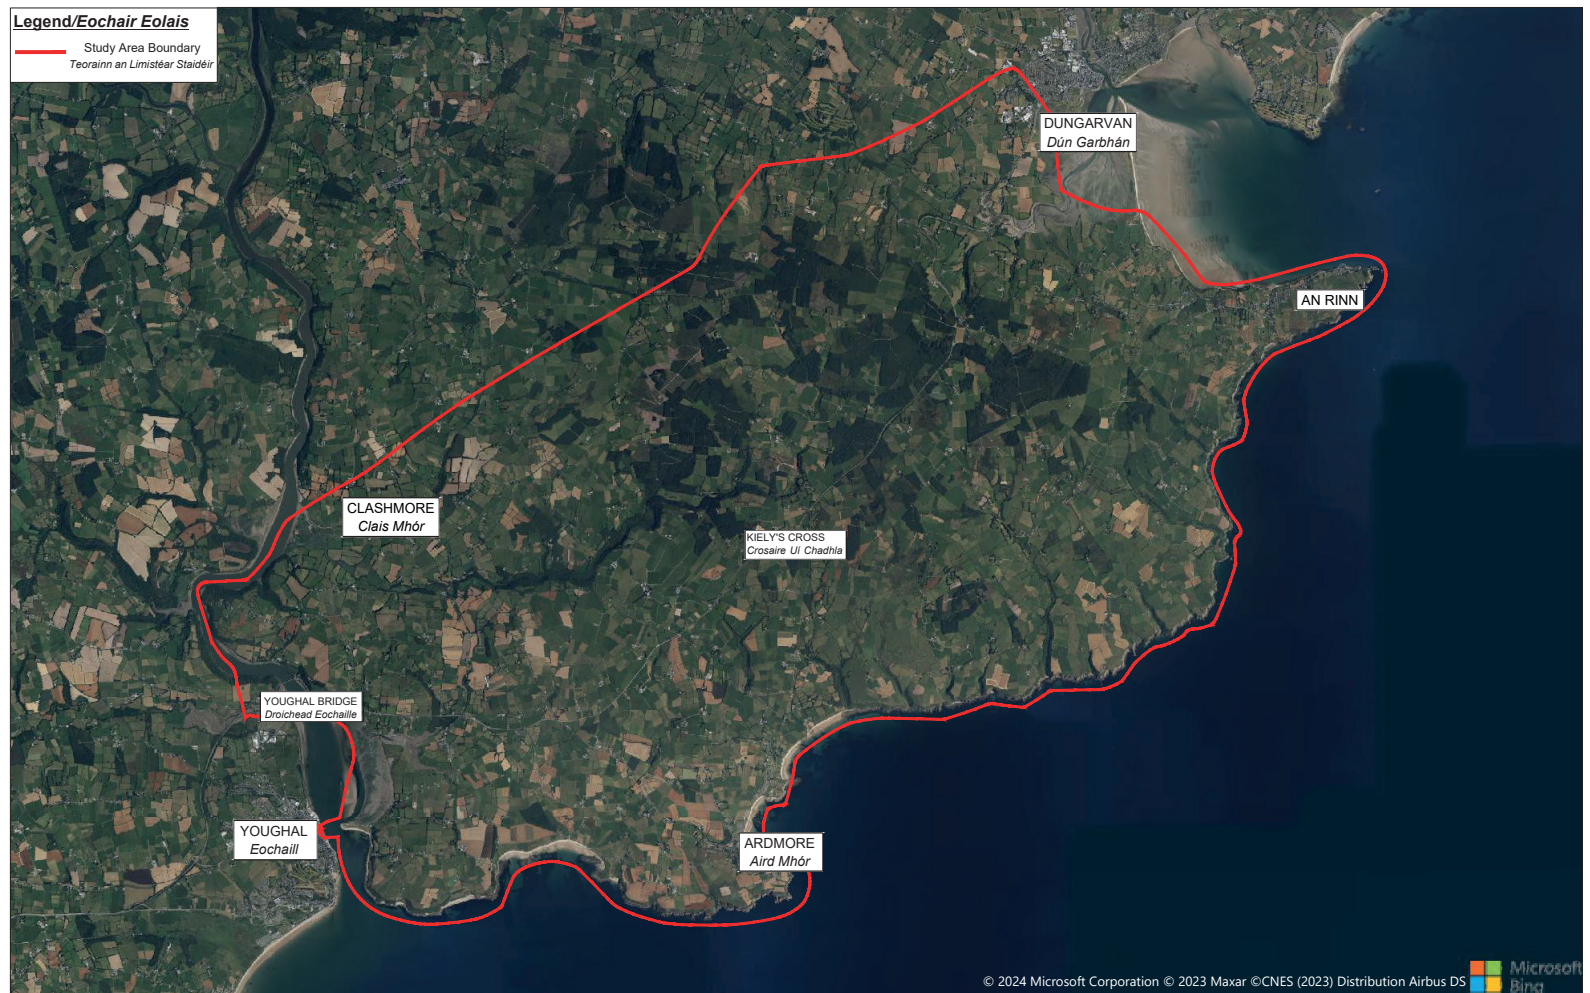 Legend/Eochair Eolais
Study Area Boundary
Teorainn an Limistéar Staidéir
DUNGARVAN
Dún Garbhán
AN RINN
CLASHMORE
Clais Mhór
KIELY'S CROSS
Crosaire Uí Chadhla
YOUGHAL BRIDGE
Droichead Eochaille
YOUGHAL
Eochaill
ARDMORE
Aird Mhór
© 2024 Microsoft Corporation © 2023 Maxar ©CNES (2023) Distribution Airbus DS
Microsoft
Bing